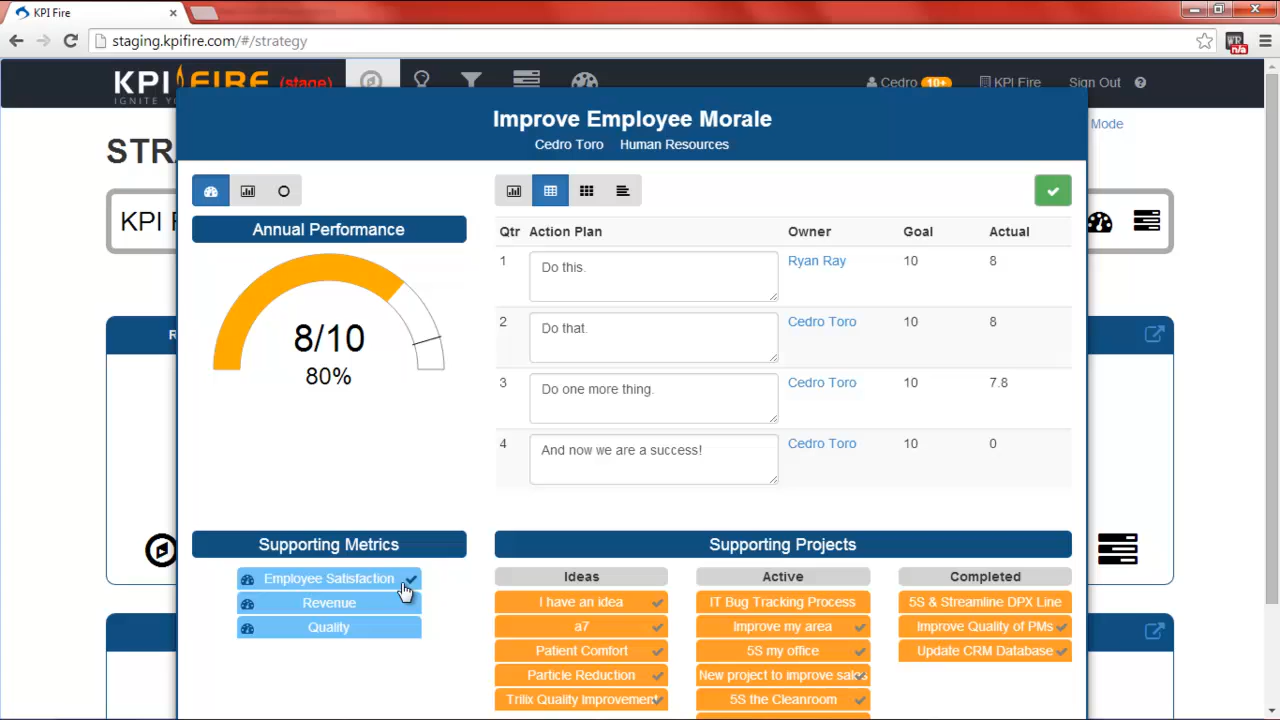 KPI Fire
staging.kpifire.com/#/strategy
WR
n/a
KPI FIRE (stage)
IGNITE Y
Cedro 10+ KPI Fire Sign Out
Mode
STRA
KPI F
Improve Employee Morale
Cedro Toro Human Resources
Annual Performance
8/10
80%
Qtr Action Plan Owner Goal Actual
1 Do this. Ryan Ray 10 8
2 Do that. Cedro Toro 10 8
3 Do one more thing. Cedro Toro 10 7.8
4 And now we are a success! Cedro Toro 10 0
R
Supporting Metrics
Employee Satisfaction
Revenue
Quality
Supporting Projects
Ideas Active Completed
I have an idea IT Bug Tracking Process 5S & Streamline DPX Line
a7 Improve my area Improve Quality of PMs
Patient Comfort 5S my office Update CRM Database
Particle Reduction New project to improve sales
Trilix Quality Improvement 5S the Cleanroom